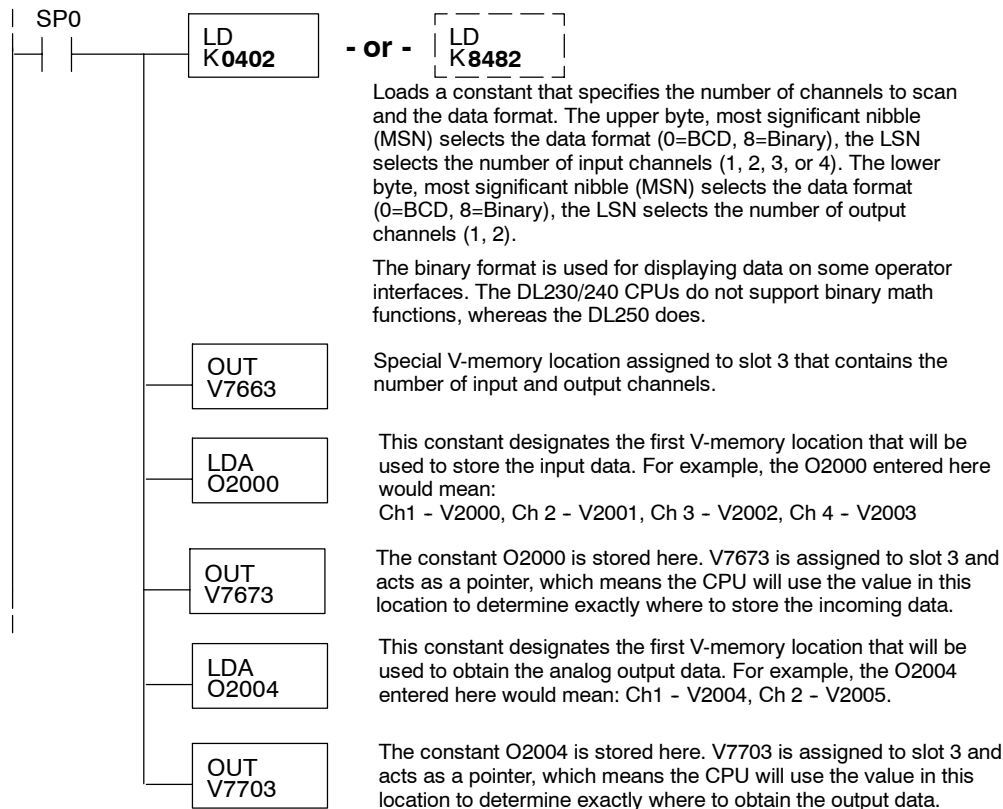 SP0
LD
K0402
- or -
LD
K8482
Loads a constant that specifies the number of channels to scan
and the data format. The upper byte, most significant nibble
(MSN) selects the data format (0=BCD, 8=Binary), the LSN
selects the number of input channels (1, 2, 3, or 4). The lower
byte, most significant nibble (MSN) selects the data format
(0=BCD, 8=Binary), the LSN selects the number of output
channels (1, 2).
The binary format is used for displaying data on some operator
interfaces. The DL230/240 CPUs do not support binary math
functions, whereas the DL250 does.
OUT
V7663
Special V-memory location assigned to slot 3 that contains the
number of input and output channels.
LDA
O2000
This constant designates the first V-memory location that will be
used to store the input data. For example, the O2000 entered here
would mean:
Ch1 - V2000, Ch 2 - V2001, Ch 3 - V2002, Ch 4 - V2003
OUT
V7673
The constant O2000 is stored here. V7673 is assigned to slot 3 and
acts as a pointer, which means the CPU will use the value in this
location to determine exactly where to store the incoming data.
LDA
O2004
This constant designates the first V-memory location that will be
used to obtain the analog output data. For example, the O2004
entered here would mean: Ch1 - V2004, Ch 2 - V2005.
OUT
V7703
The constant O2004 is stored here. V7703 is assigned to slot 3 and
acts as a pointer, which means the CPU will use the value in this
location to determine exactly where to obtain the output data.